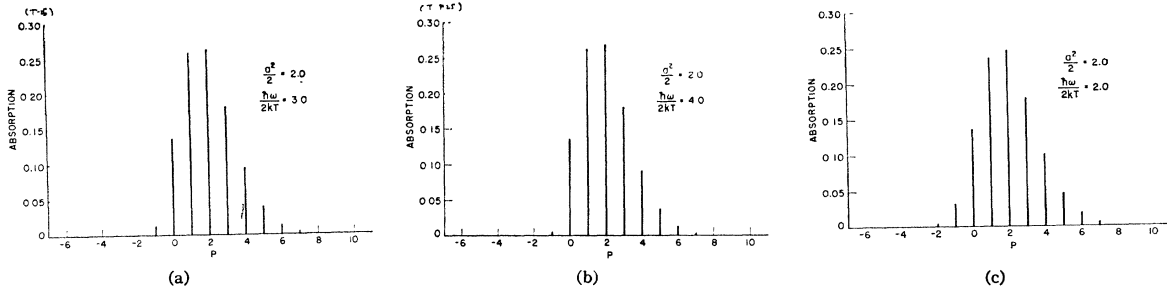 0.30
0.25
0.20
0.15
0.10
0.05
0
ABSORPTION
a²/2 = 2.0
ħω/2kT = 3.0
-6 -4 -2 0 2 4 6 8 10
P
(a)
0.30
0.25
0.20
0.15
0.10
0.05
0
ABSORPTION
a²/2 = 2.0
ħω/2kT = 4.0
-6 -4 -2 0 2 4 6 8 10
P
(b)
0.30
0.25
0.20
0.15
0.10
0.05
0
ABSORPTION
a²/2 = 2.0
ħω/2kT = 2.0
-6 -4 -2 0 2 4 6 8 10
P
(c)